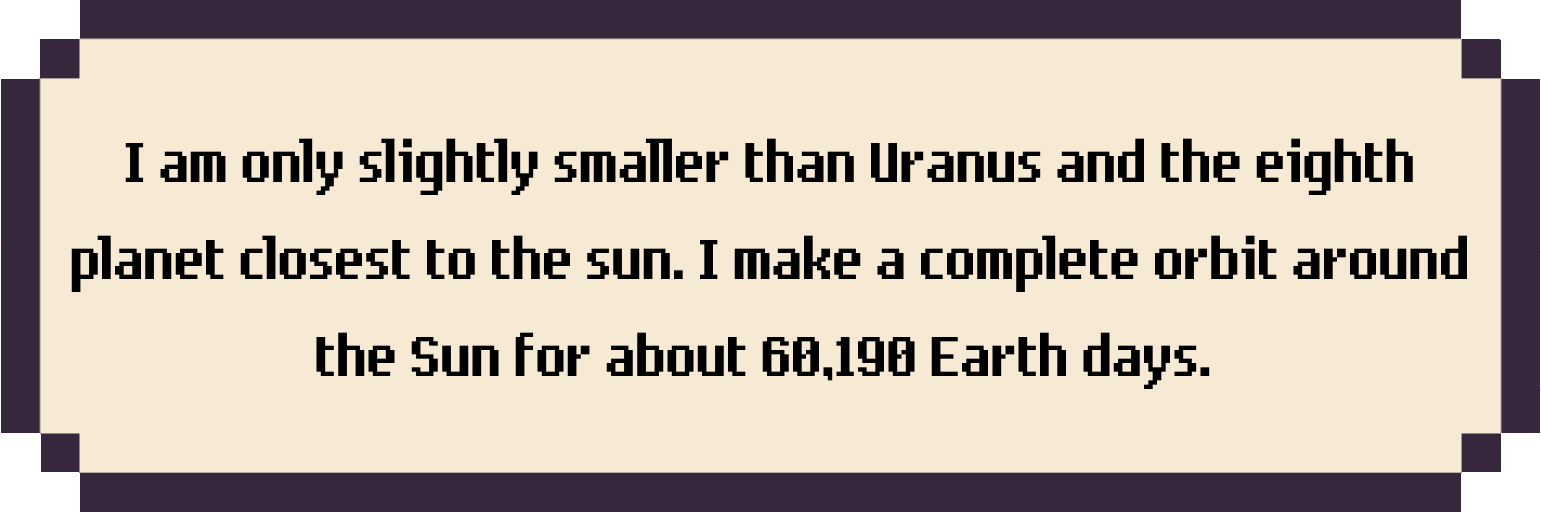 I am only slightly smaller than Uranus and the eighth
planet closest to the sun. I make a complete orbit around
the Sun for about 60,190 Earth days.